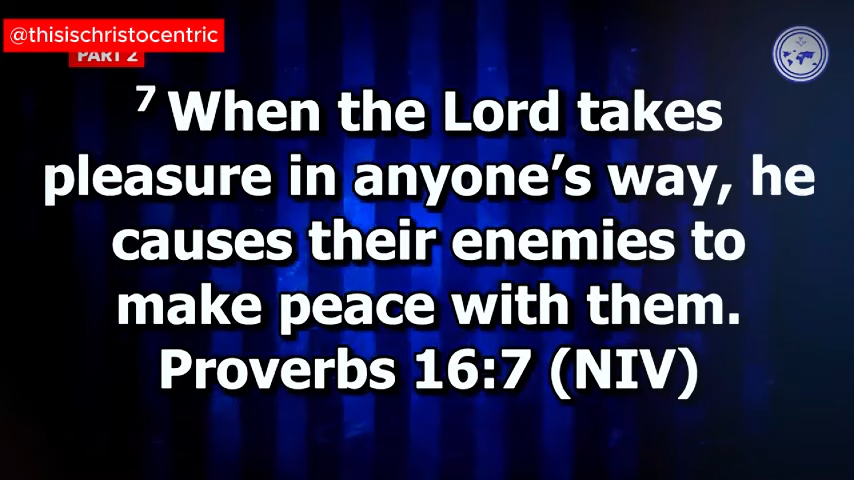 @thisischristocentric
PART 2
7 When the Lord takes
pleasure in anyone’s way, he
causes their enemies to
make peace with them.
Proverbs 16:7 (NIV)